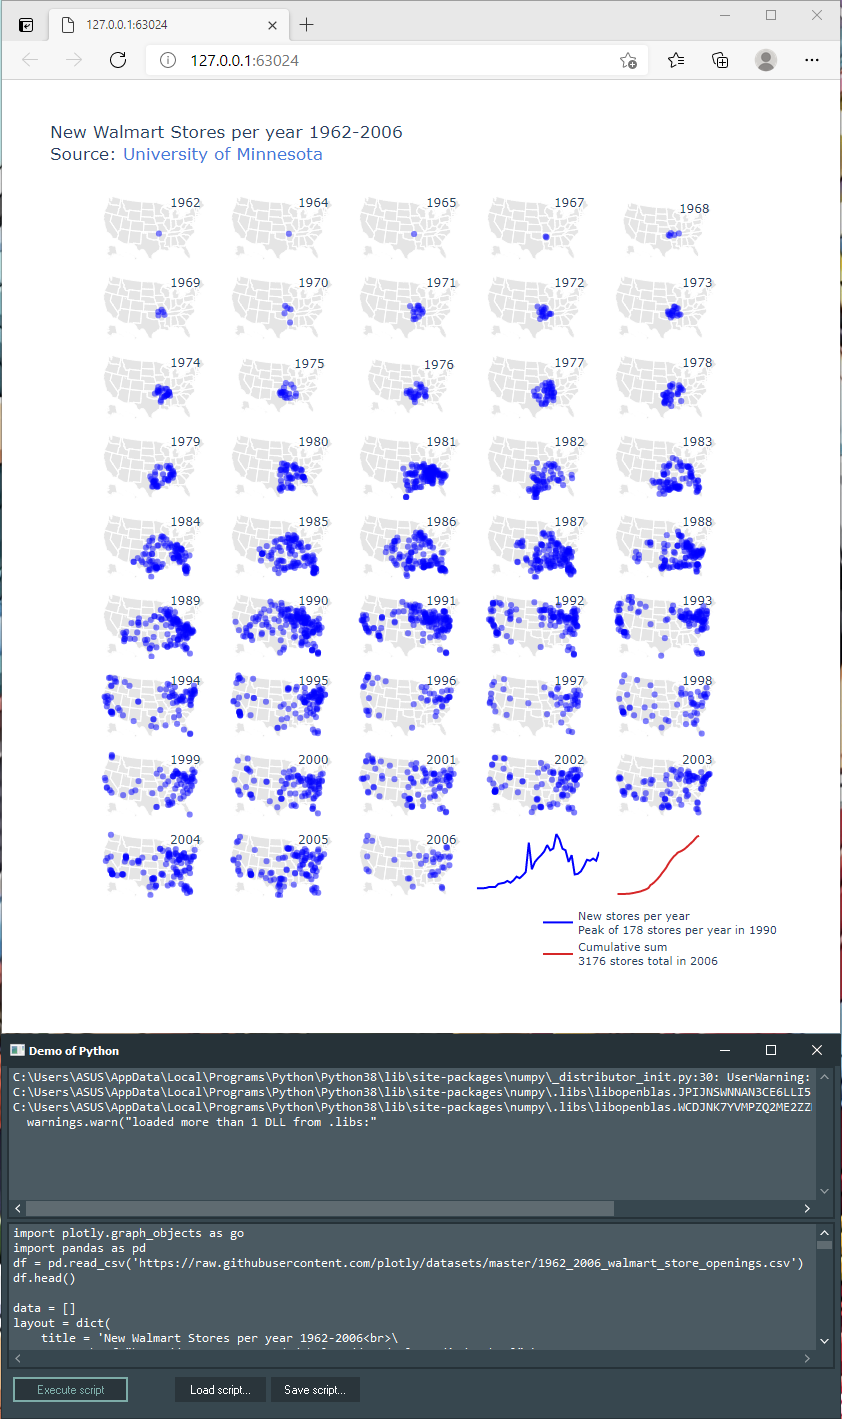 127.0.0.1:63024
127.0.0.1:63024
New Walmart Stores per year 1962-2006
Source: University of Minnesota
1962 1964 1965 1967 1968
1969 1970 1971 1972 1973
1974 1975 1976 1977 1978
1979 1980 1981 1982 1983
1984 1985 1986 1987 1988
1989 1990 1991 1992 1993
1994 1995 1996 1997 1998
1999 2000 2001 2002 2003
2004 2005 2006
New stores per year
Peak of 178 stores per year in 1990
Cumulative sum
3176 stores total in 2006
Demo of Python
C:\Users\ASUS\AppData\Local\Programs\Python\Python38\lib\site-packages\numpy\_distributor_init.py:30: UserWarning:
C:\Users\ASUS\AppData\Local\Programs\Python\Python38\lib\site-packages\numpy\.libs\libopenblas.JPIJNSWNNAN3CE6LLI5
C:\Users\ASUS\AppData\Local\Programs\Python\Python38\lib\site-packages\numpy\.libs\libopenblas.WCDJNK7YVMPZQ2ME2ZZ
warnings.warn("loaded more than 1 DLL from .libs:"
import plotly.graph_objects as go
import pandas as pd
df = pd.read_csv('https://raw.githubusercontent.com/plotly/datasets/master/1962_2006_walmart_store_openings.csv')
df.head()
data = []
layout = dict(
title = 'New Walmart Stores per year 1962-2006<br>\
Execute script Load script... Save script...